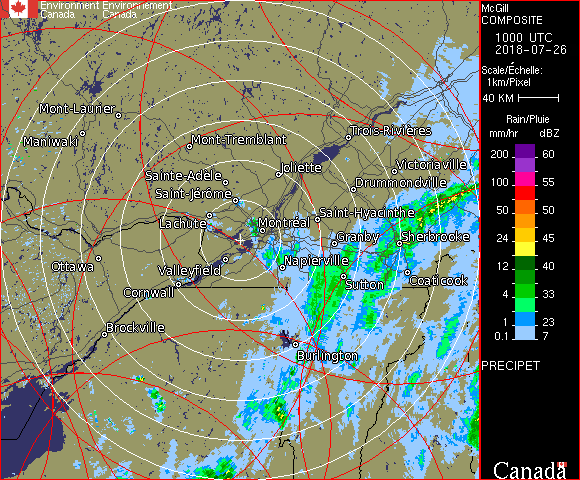 Environment Environnement
Canada Canada
McGill
COMPOSITE
1000 UTC
2018-07-26
Scale/Échelle:
1km/Pixel
40 KM
Rain/Pluie
mm/hr dBZ
200 60
100 55
50 50
24 45
12 40
4 33
1 23
0.1 7
PRECIPET
Canada
Mont-Laurier
Maniwaki
Mont-Tremblant
Trois-Rivières
Joliette
Victoriaville
Sainte-Adèle
Drummondville
Saint-Jérôme
Saint-Hyacinthe
Lachute
Montréal
Granby
Sherbrooke
Ottawa
Valleyfield
Napierville
Sutton
Coaticook
Cornwall
Brockville
Burlington